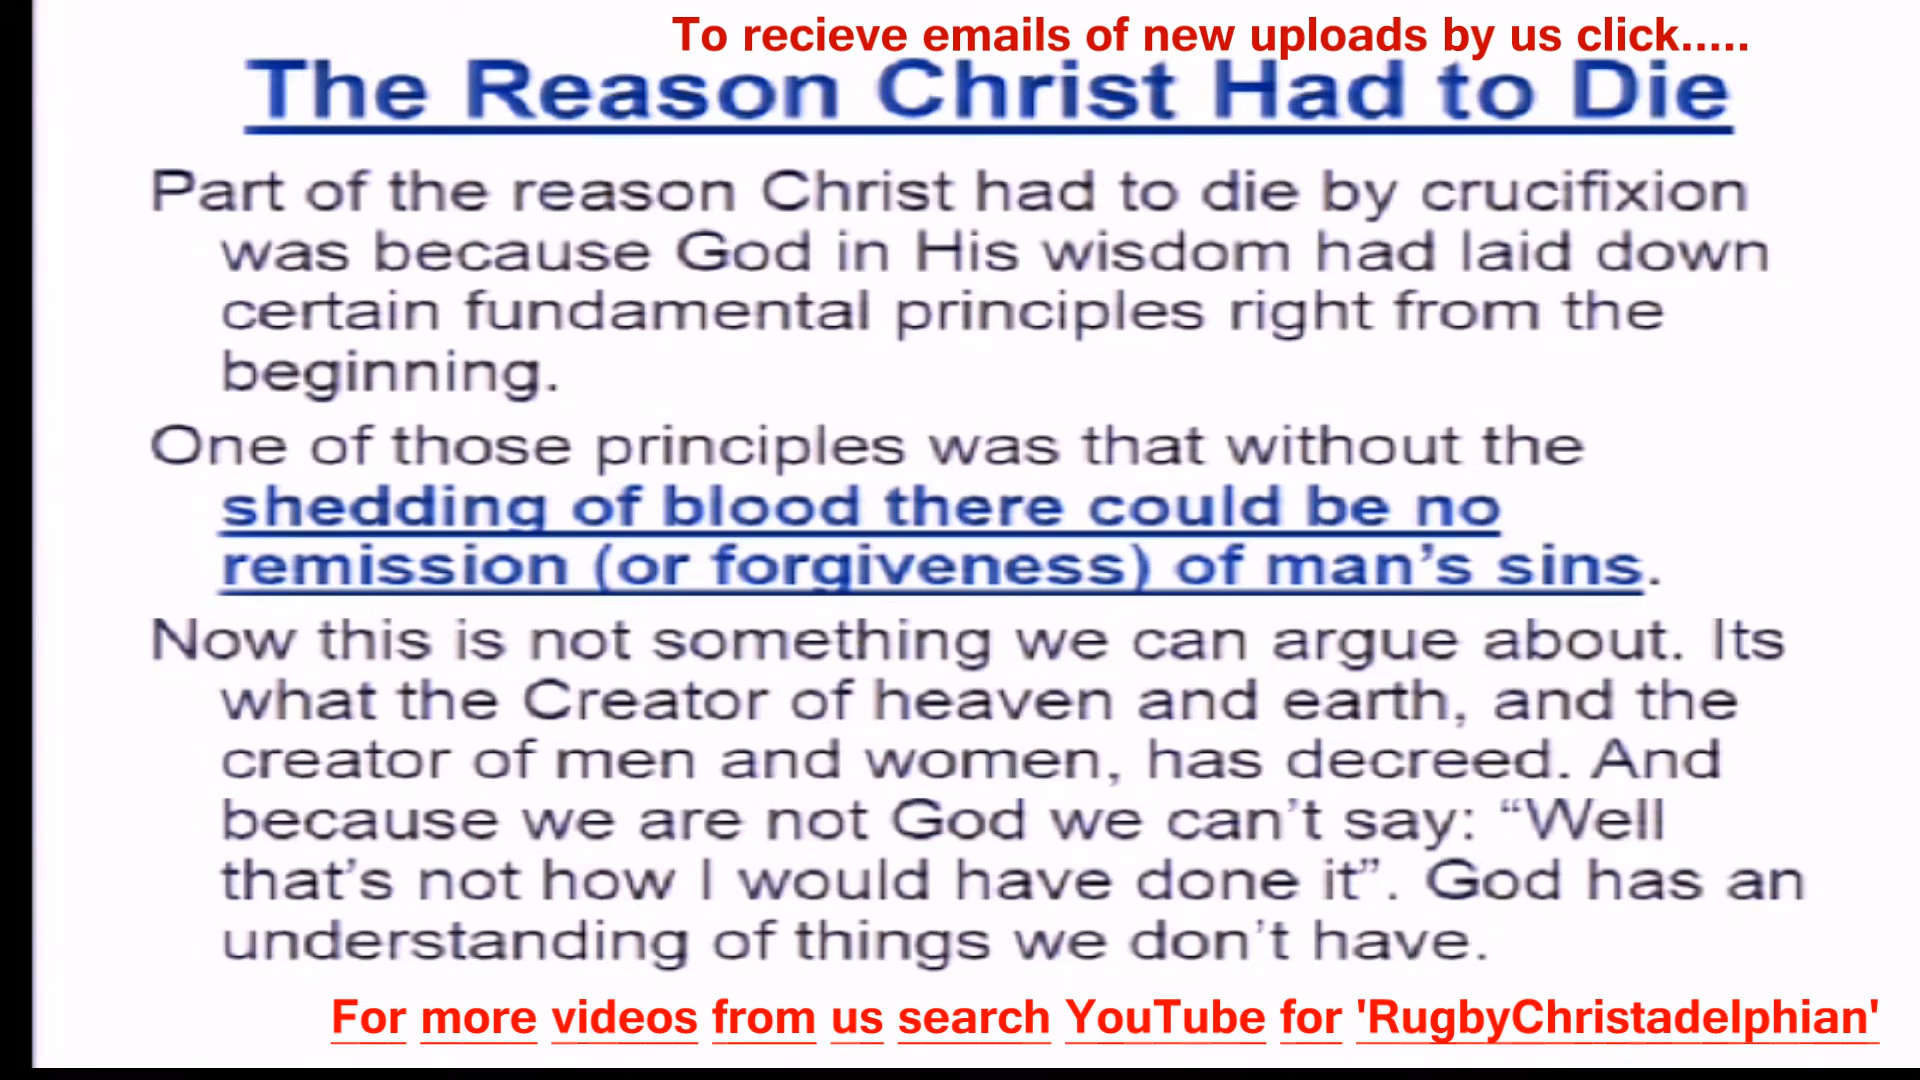 To recieve emails of new uploads by us click.....
The Reason Christ Had to Die
Part of the reason Christ had to die by crucifixion
was because God in His wisdom had laid down
certain fundamental principles right from the
beginning.
One of those principles was that without the
shedding of blood there could be no
remission (or forgiveness) of man’s sins.
Now this is not something we can argue about. Its
what the Creator of heaven and earth, and the
creator of men and women, has decreed. And
because we are not God we can’t say: “Well
that’s not how I would have done it”. God has an
understanding of things we don’t have.
For more videos from us search YouTube for 'RugbyChristadelphian'